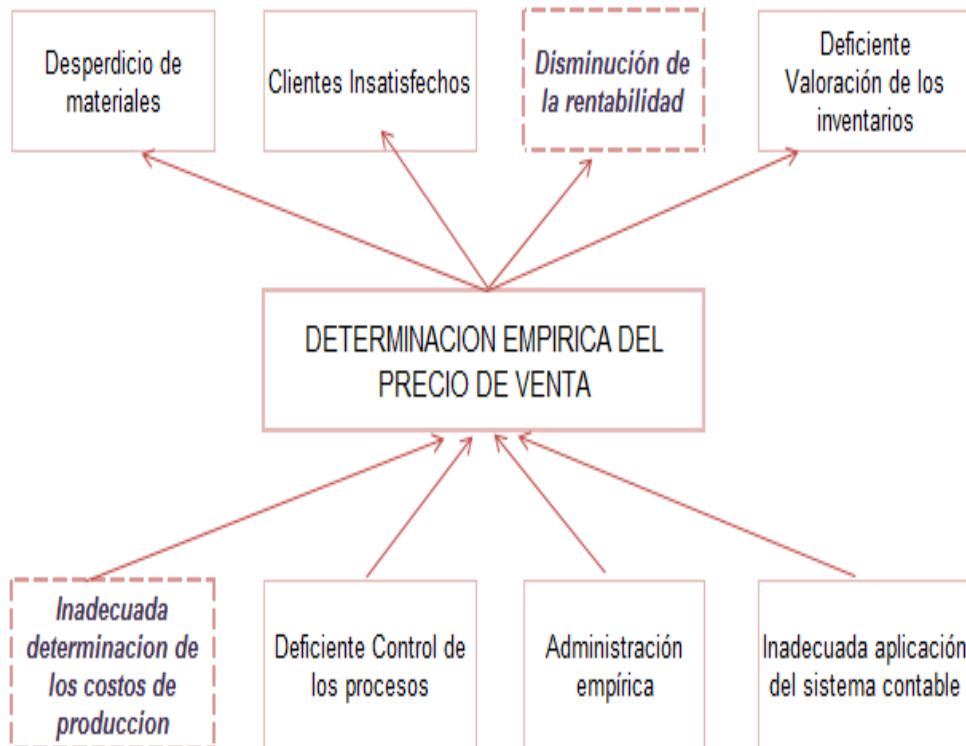 Desperdicio de
materiales
Clientes Insatisfechos
Disminución de
la rentabilidad
Deficiente
Valoración de los
inventarios
DETERMINACION EMPIRICA DEL
PRECIO DE VENTA
Inadecuada
determinacion de
los costos de
produccion
Deficiente Control de
los procesos
Administración
empírica
Inadecuada aplicación
del sistema contable